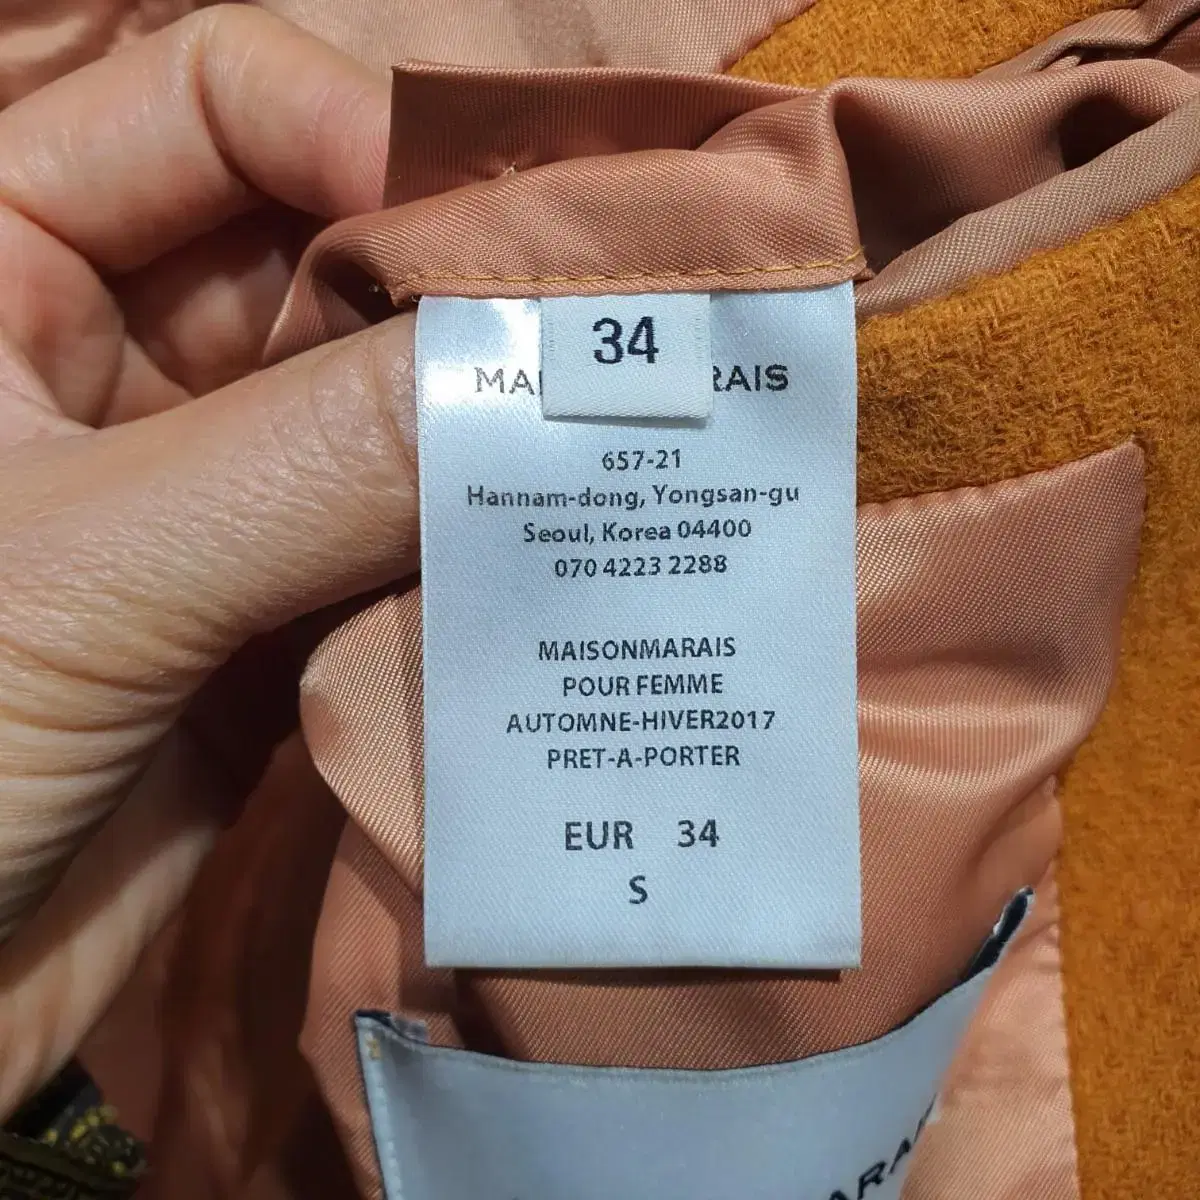 34
MA RAIS
657-21
Hannam-dong, Yongsan-gu
Seoul, Korea 04400
070 4223 2288
MAISONMARAIS
POUR FEMME
AUTOMNE-HIVER2017
PRET-A-PORTER
EUR 34
S